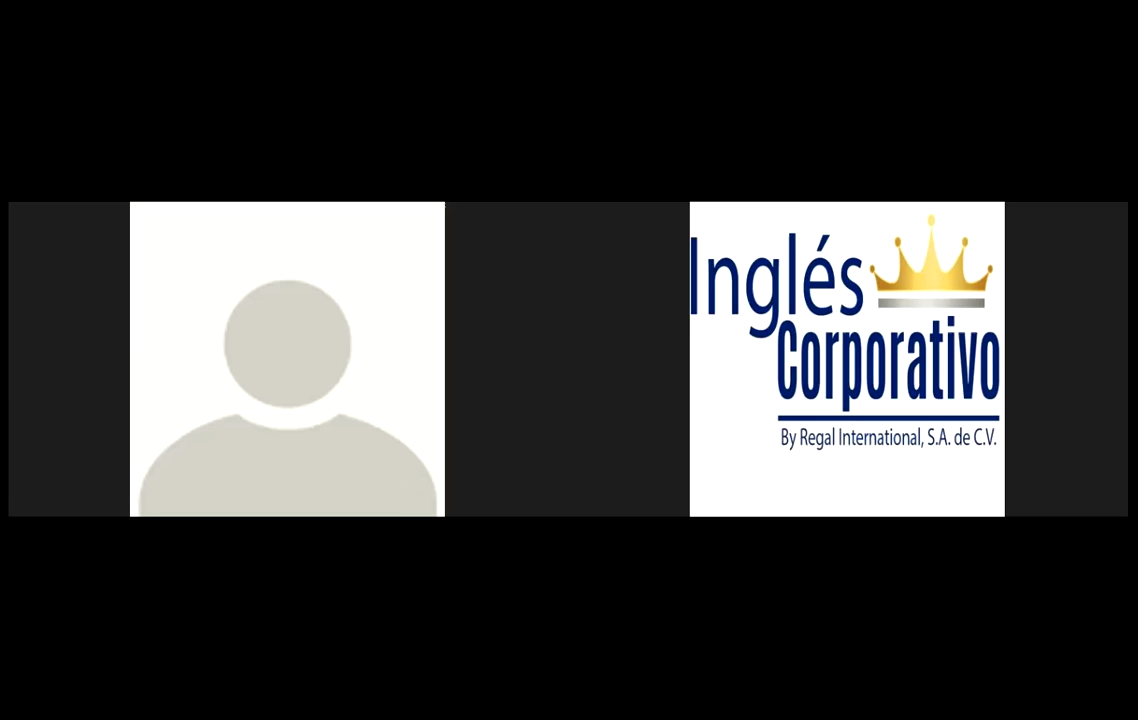 Inglés
Corporativo
By Regal International, S.A. de C.V.